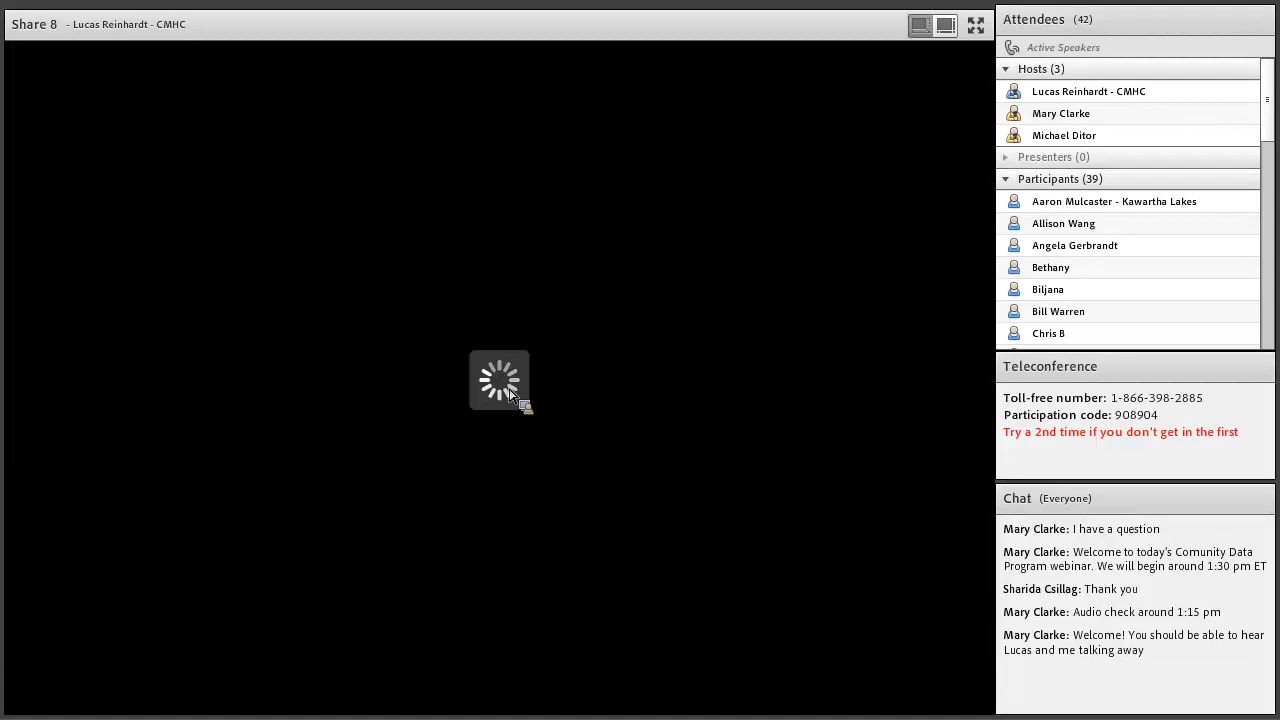 Share 8 - Lucas Reinhardt - CMHC
Attendees (42)
Active Speakers
Hosts (3)
Lucas Reinhardt - CMHC
Mary Clarke
Michael Ditor
Presenters (0)
Participants (39)
Aaron Mulcaster - Kawartha Lakes
Allison Wang
Angela Gerbrandt
Bethany
Biljana
Bill Warren
Chris B
Teleconference
Toll-free number: 1-866-398-2885
Participation code: 908904
Try a 2nd time if you don't get in the first
Chat (Everyone)
Mary Clarke: I have a question
Mary Clarke: Welcome to today's Comunity Data
Program webinar. We will begin around 1:30 pm ET
Sharida Csillag: Thank you
Mary Clarke: Audio check around 1:15 pm
Mary Clarke: Welcome! You should be able to hear
Lucas and me talking away